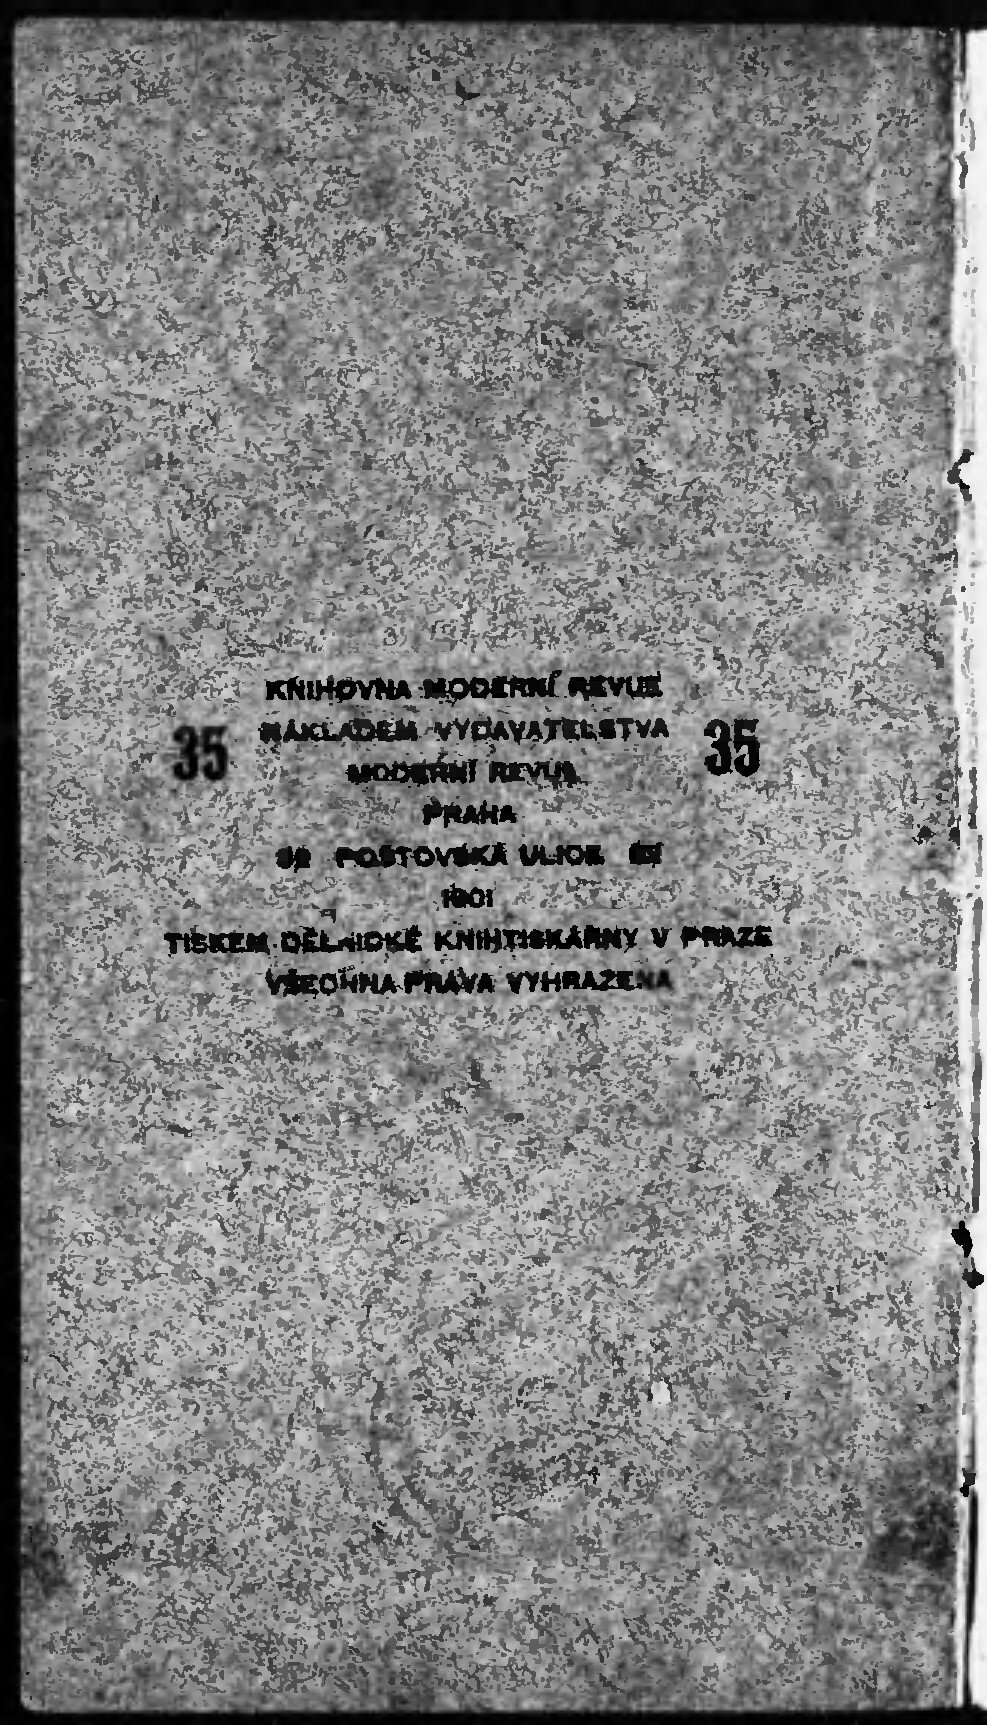 KNIHOVNA MODERNÍ REVUE
35 NÁKLADEM VYDAVATELSTVA 35
MODERNÍ REVUE
PRAHA
POŠTOVSKÁ ULICE
1901
TISKEM DĚLNICKÉ KNIHTISKÁRNY V PRAZE
VŠECHNA PRÁVA VYHRAZENA